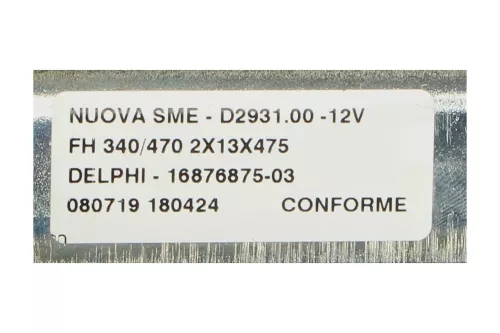 NUOVA SME - D2931.00 -12V
FH 340/470 2X13X475
DELPHI - 16876875-03
080719 180424 CONFORME